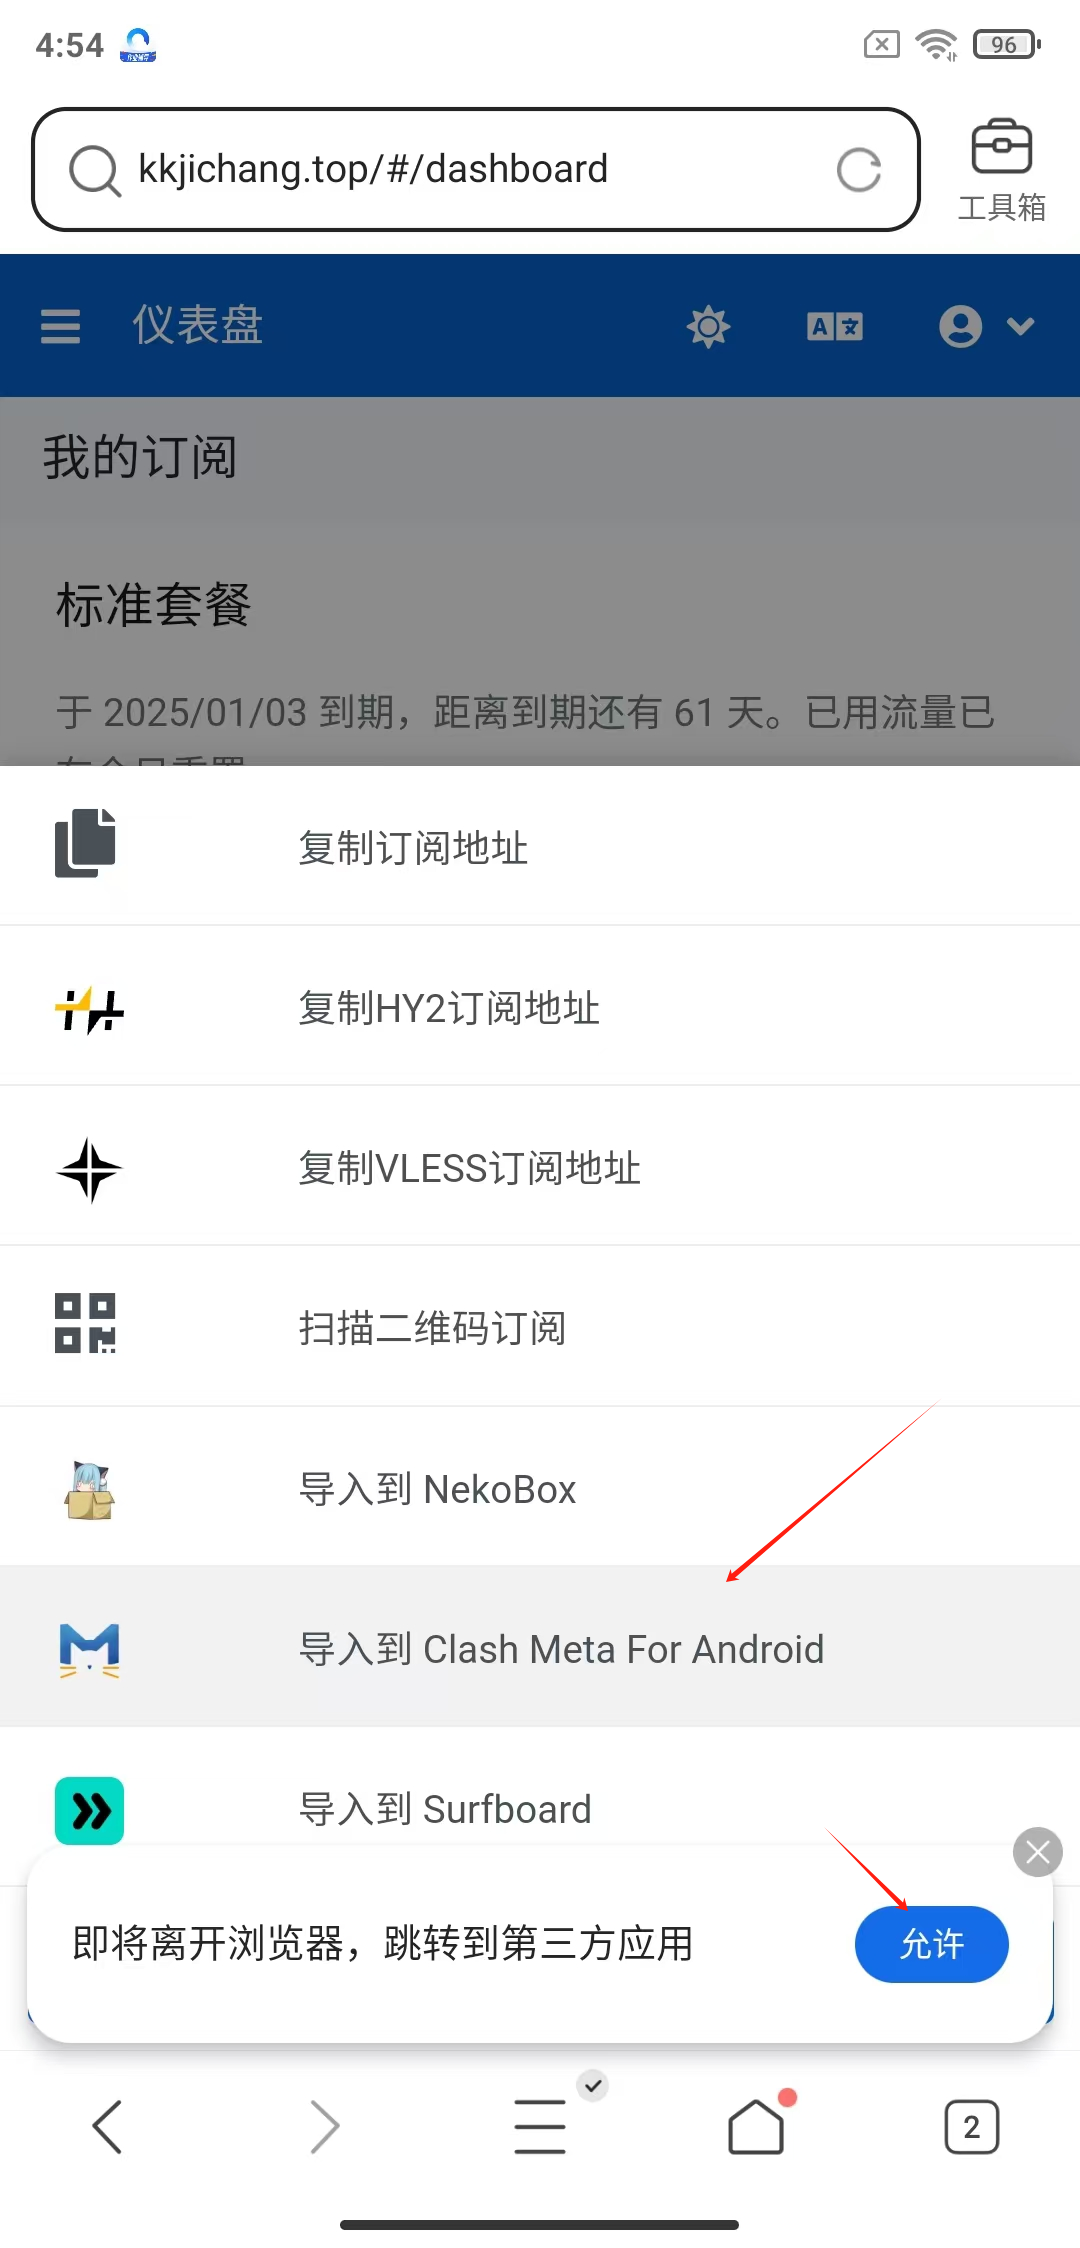 4:54
96
kkjichang.top/#/dashboard
工具箱
仪表盘
我的订阅
标准套餐
于 2025/01/03 到期，距离到期还有 61 天。已用流量已
复制订阅地址
复制HY2订阅地址
复制VLESS订阅地址
扫描二维码订阅
导入到 NekoBox
导入到 Clash Meta For Android
导入到 Surfboard
即将离开浏览器，跳转到第三方应用
允许
2